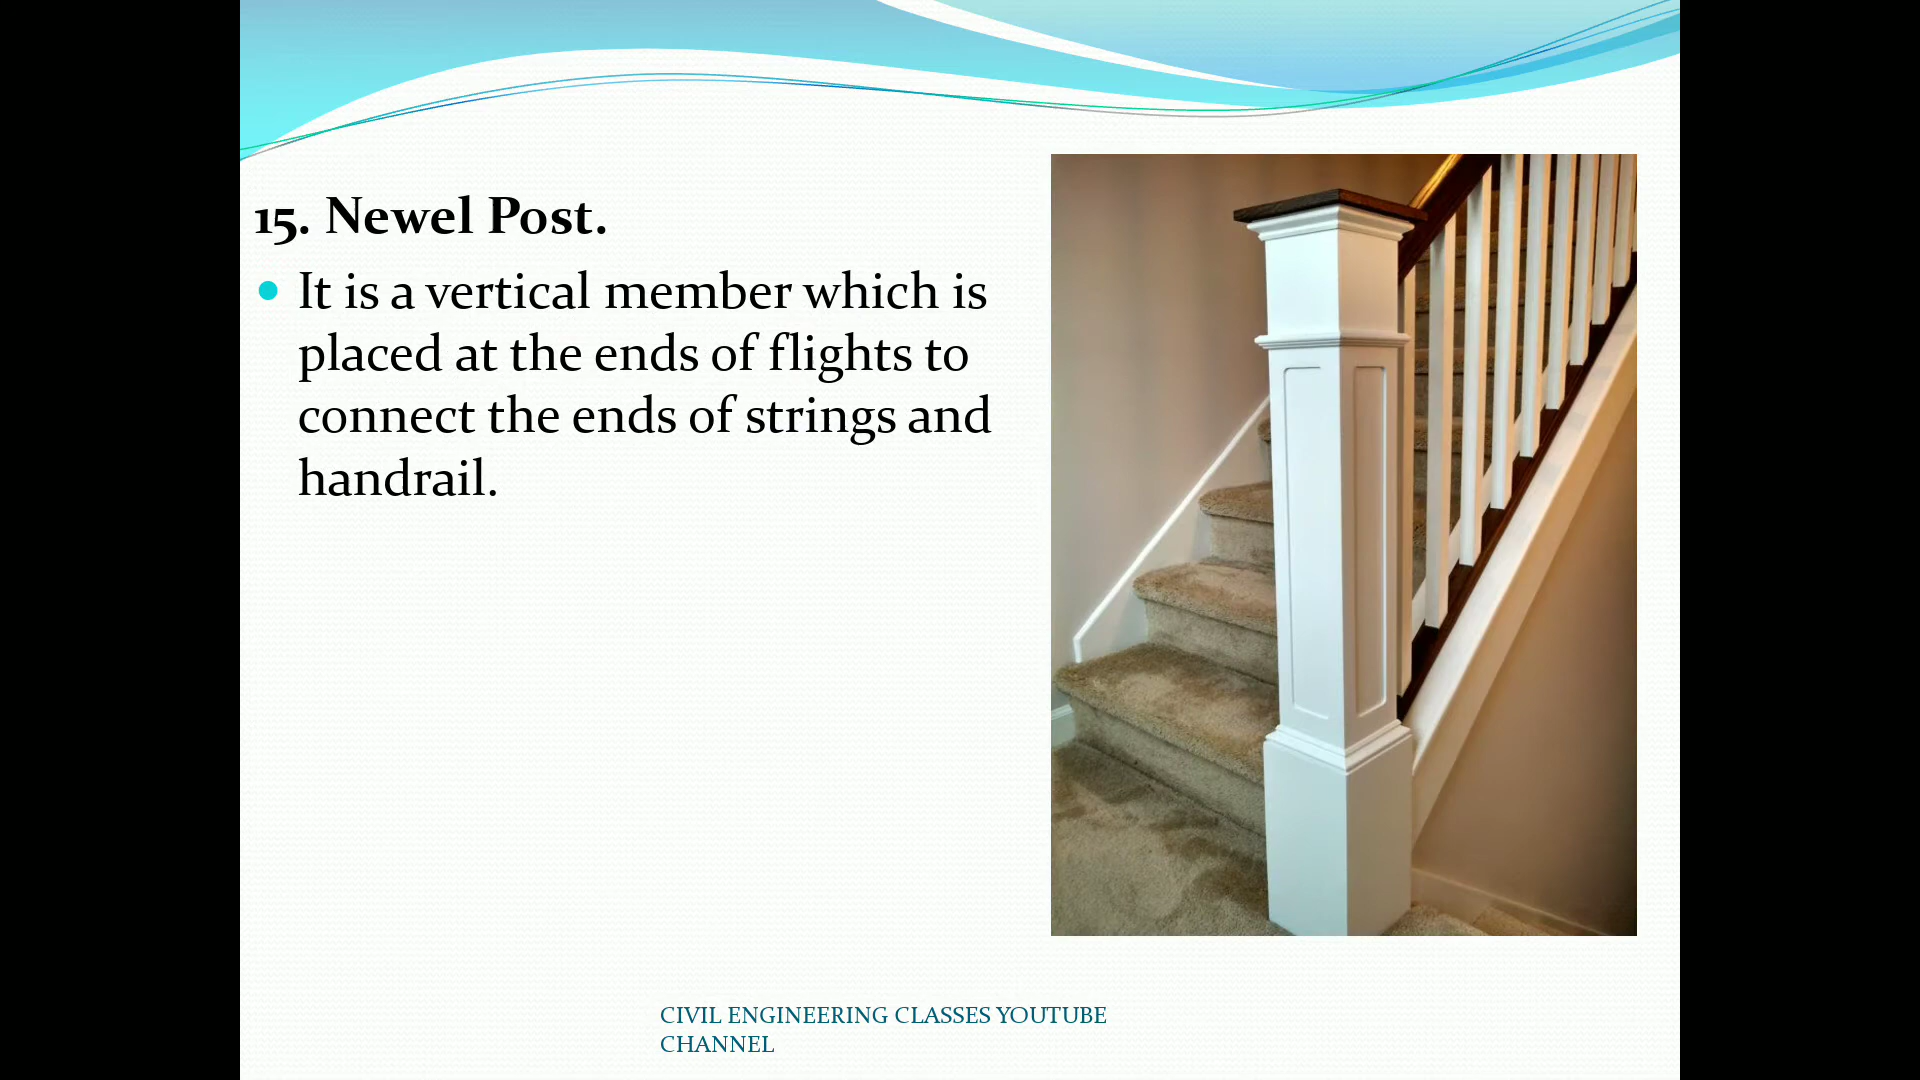 15. Newel Post.
It is a vertical member which is
placed at the ends of flights to
connect the ends of strings and
handrail.
CIVIL ENGINEERING CLASSES YOUTUBE
CHANNEL